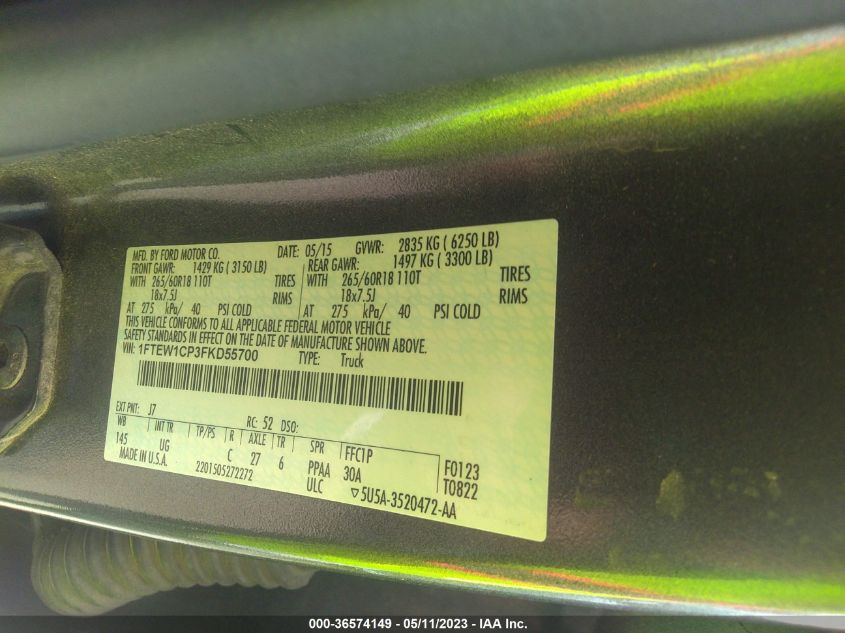 MFD. BY FORD MOTOR CO. DATE: 05/15 GVWR: 2835 KG ( 6250 LB)
FRONT GAWR: 1429 KG ( 3150 LB) REAR GAWR: 1497 KG ( 3300 LB)
WITH 265/60R18 110T TIRES WITH 265/60R18 110T TIRES
18x7.5J RIMS 18x7.5J RIMS
AT 275 kPa/ 40 PSI COLD AT 275 kPa/ 40 PSI COLD
THIS VEHICLE CONFORMS TO ALL APPLICABLE FEDERAL MOTOR VEHICLE
SAFETY STANDARDS IN EFFECT ON THE DATE OF MANUFACTURE SHOWN ABOVE.
VIN: 1FTEW1CP3FKD55700 TYPE: Truck
EXT PNT: J7 RC: 52 DSO:
WB INT TR TP/PS R AXLE TR SPR FFC1P
145 UG C 27 6 PPAA 30A F0123
MADE IN U.S.A. 2201505272272 ULC T0822
▽5U5A-3520472-AA
000-36574149 - 05/11/2023 - IAA Inc.